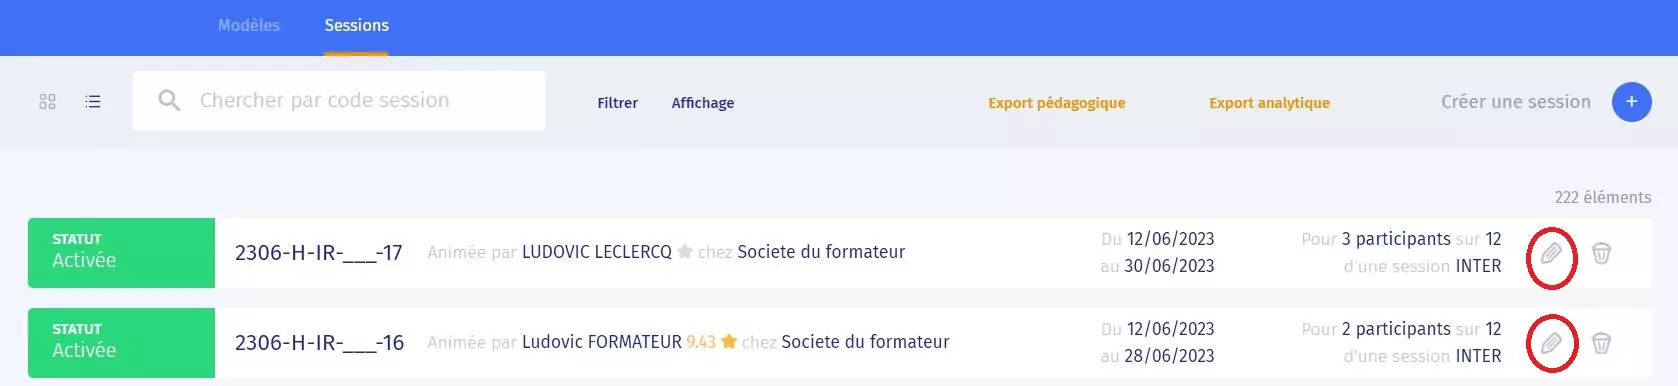 Modèles Sessions
Chercher par code session Filtrer Affichage Export pédagogique Export analytique Créer une session +
222 éléments
STATUT
Activée
2306-H-IR-___-17 Animée par LUDOVIC LECLERCQ chez Societe du formateur
Du 12/06/2023
au 30/06/2023
Pour 3 participants sur 12
d'une session INTER
STATUT
Activée
2306-H-IR-___-16 Animée par Ludovic FORMATEUR 9.43 chez Societe du formateur
Du 12/06/2023
au 28/06/2023
Pour 2 participants sur 12
d'une session INTER